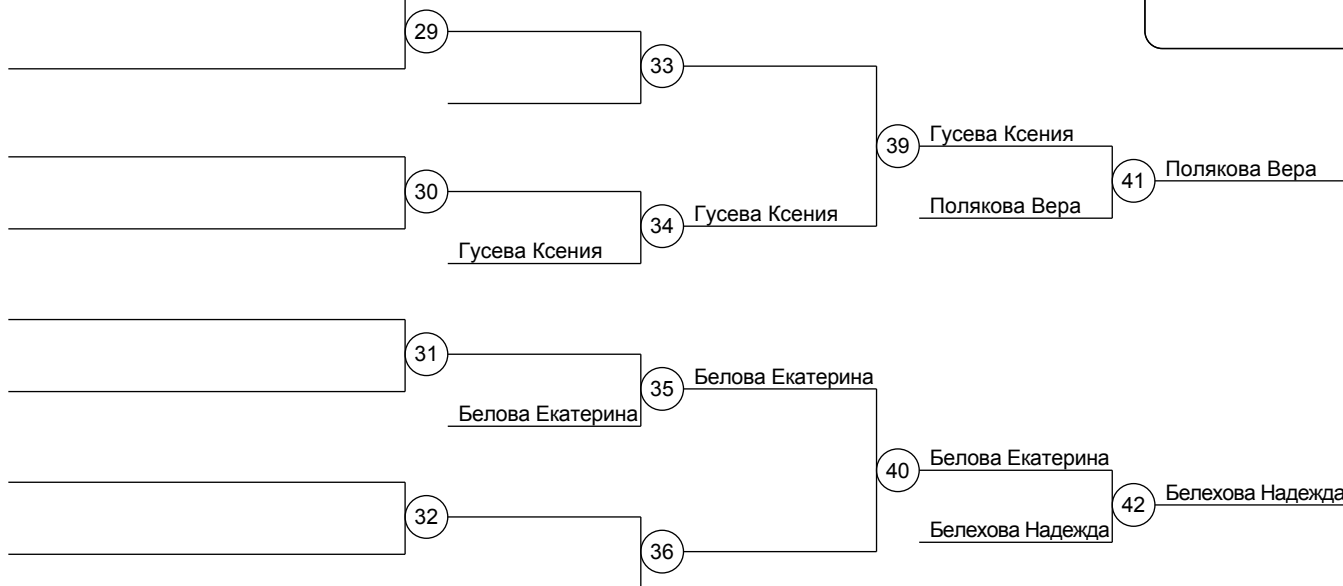 29
33
39
Гусева Ксения
41
Полякова Вера
30
34
Гусева Ксения
Полякова Вера
Гусева Ксения
31
35
Белова Екатерина
Белова Екатерина
40
Белова Екатерина
42
Белехова Надежда
32
36
Белехова Надежда